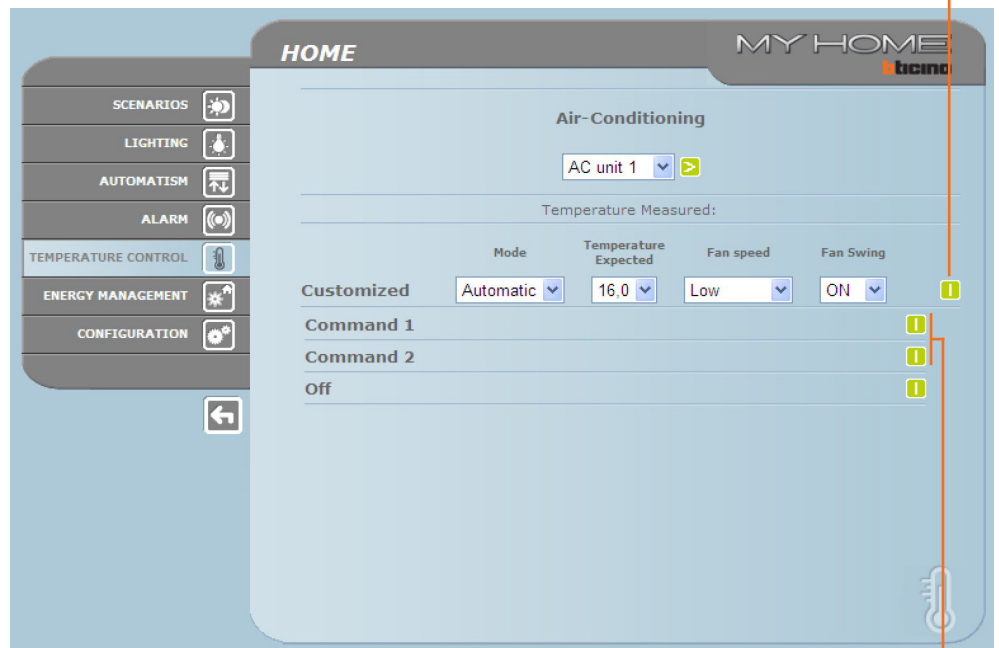 HOME
MY HOME
bticino
SCENARIOS
LIGHTING
AUTOMATISM
ALARM
TEMPERATURE CONTROL
ENERGY MANAGEMENT
CONFIGURATION
Air-Conditioning
AC unit 1
Temperature Measured:
Mode
Temperature
Expected
Fan speed
Fan Swing
Customized Automatic 16,0 Low ON
Command 1
Command 2
Off